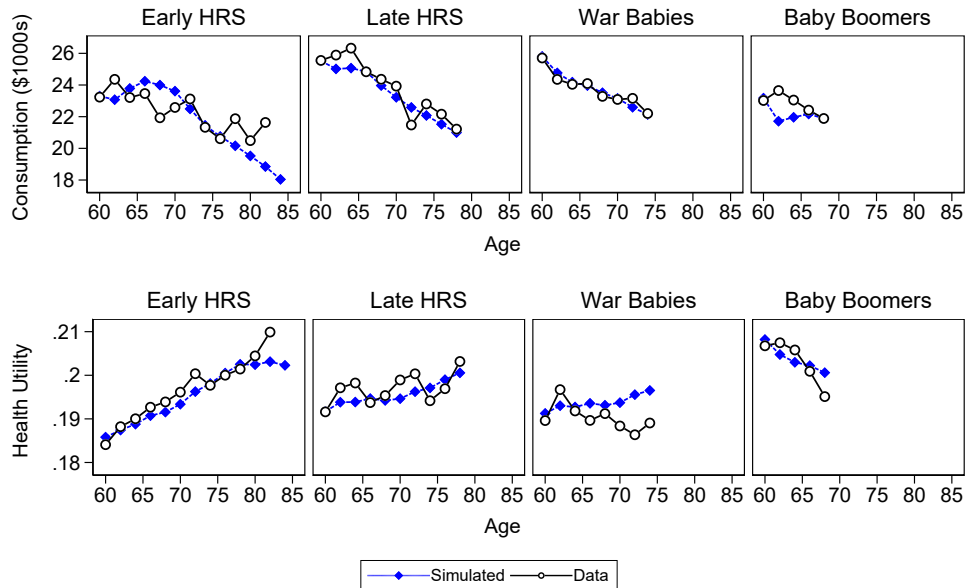 Early HRS Late HRS War Babies Baby Boomers
Consumption ($1000s)
26
24
22
20
18
60 65 70 75 80 85 60 65 70 75 80 85 60 65 70 75 80 85 60 65 70 75 80 85
Age
Early HRS Late HRS War Babies Baby Boomers
Health Utility
.21
.2
.19
.18
60 65 70 75 80 85 60 65 70 75 80 85 60 65 70 75 80 85 60 65 70 75 80 85
Age
Simulated Data